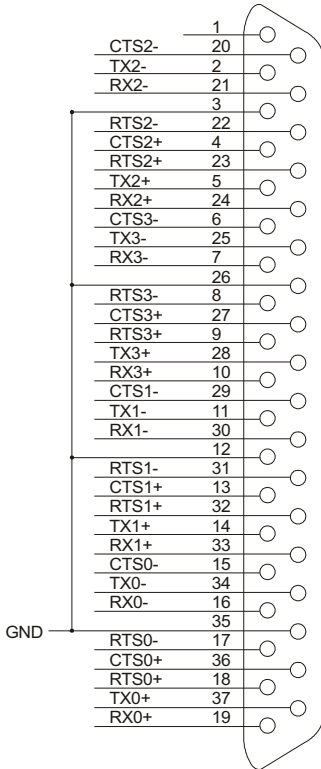 1
CTS2- 20
TX2- 2
RX2- 21
3
RTS2- 22
CTS2+ 4
RTS2+ 23
TX2+ 5
RX2+ 24
CTS3- 6
TX3- 25
RX3- 7
26
RTS3- 8
CTS3+ 27
RTS3+ 9
TX3+ 28
RX3+ 10
CTS1- 29
TX1- 11
RX1- 30
12
RTS1- 31
CTS1+ 13
RTS1+ 32
TX1+ 14
RX1+ 33
CTS0- 15
TX0- 34
RX0- 16
35
GND
RTS0- 17
CTS0+ 36
RTS0+ 18
TX0+ 37
RX0+ 19